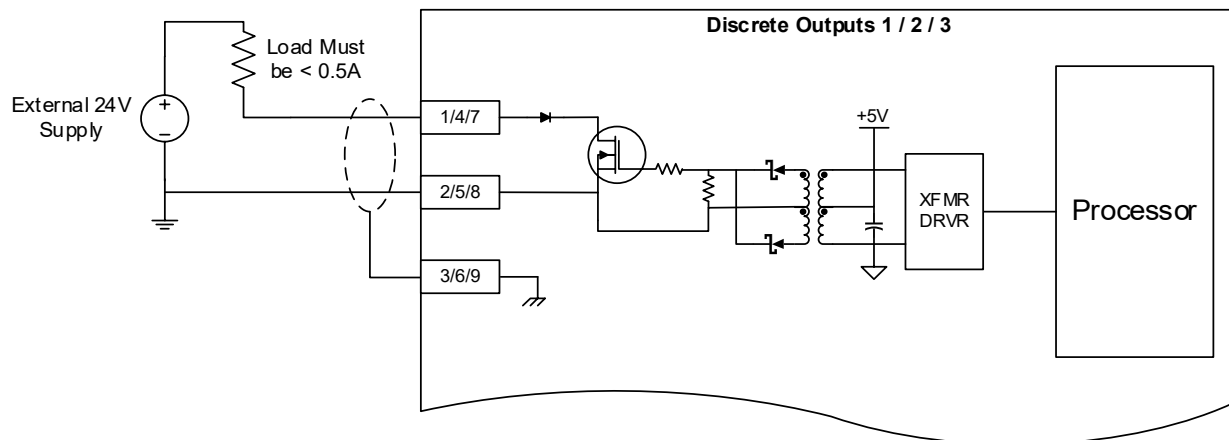 Discrete Outputs 1 / 2 / 3
Load Must
be < 0.5A
External 24V
Supply
+
–
1/4/7
2/5/8
3/6/9
+5V
XFMR
DRVR
Processor